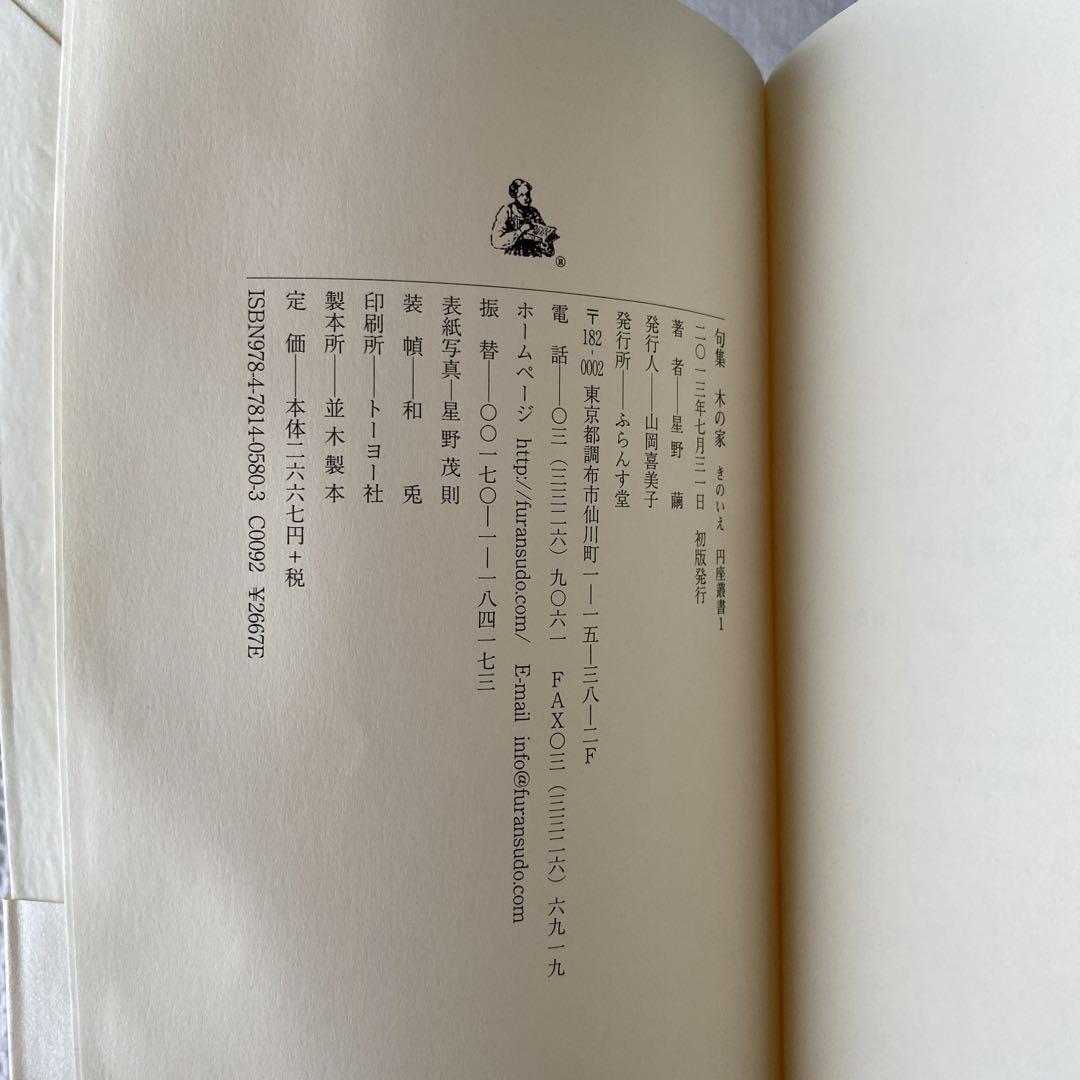 句集 木の家 きのいえ 円座叢書1
二〇一三年七月三一日 初版発行
著 者――星野 繭
発行人――山岡喜美子
発行所――ふらんす堂
〒182-0002 東京都調布市仙川町一―一五―三八―二F
電 話――〇三(三三二六)九〇六一 FAX〇三(三三二六)六九一九
ホームページ http://furansudo.com/ E-mail info@furansudo.com
振 替――〇〇一七〇―一―一八四一七三
表紙写真―星野茂則
装 幀――和 兎
印刷所――トーヨー社
製本所――並木製本
定 価――本体二六六七円+税
ISBN978-4-7814-0580-3 C0092 ¥2667E
®